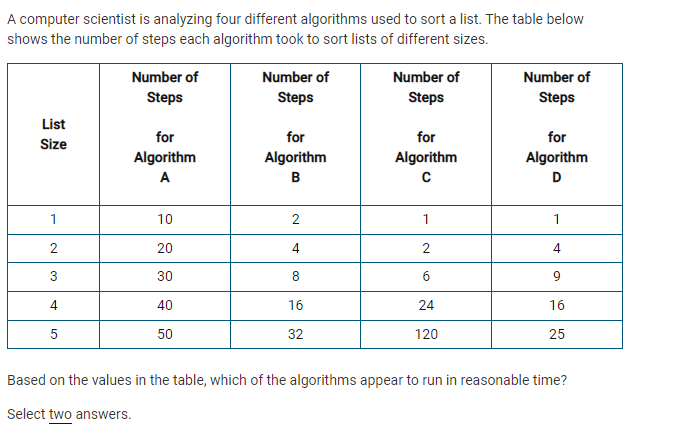 A computer scientist is analyzing four different algorithms used to sort a list. The table below
shows the number of steps each algorithm took to sort lists of different sizes.
List Size | Number of Steps for Algorithm A | Number of Steps for Algorithm B | Number of Steps for Algorithm C | Number of Steps for Algorithm D
1 | 10 | 2 | 1 | 1
2 | 20 | 4 | 2 | 4
3 | 30 | 8 | 6 | 9
4 | 40 | 16 | 24 | 16
5 | 50 | 32 | 120 | 25
Based on the values in the table, which of the algorithms appear to run in reasonable time?
Select two answers.